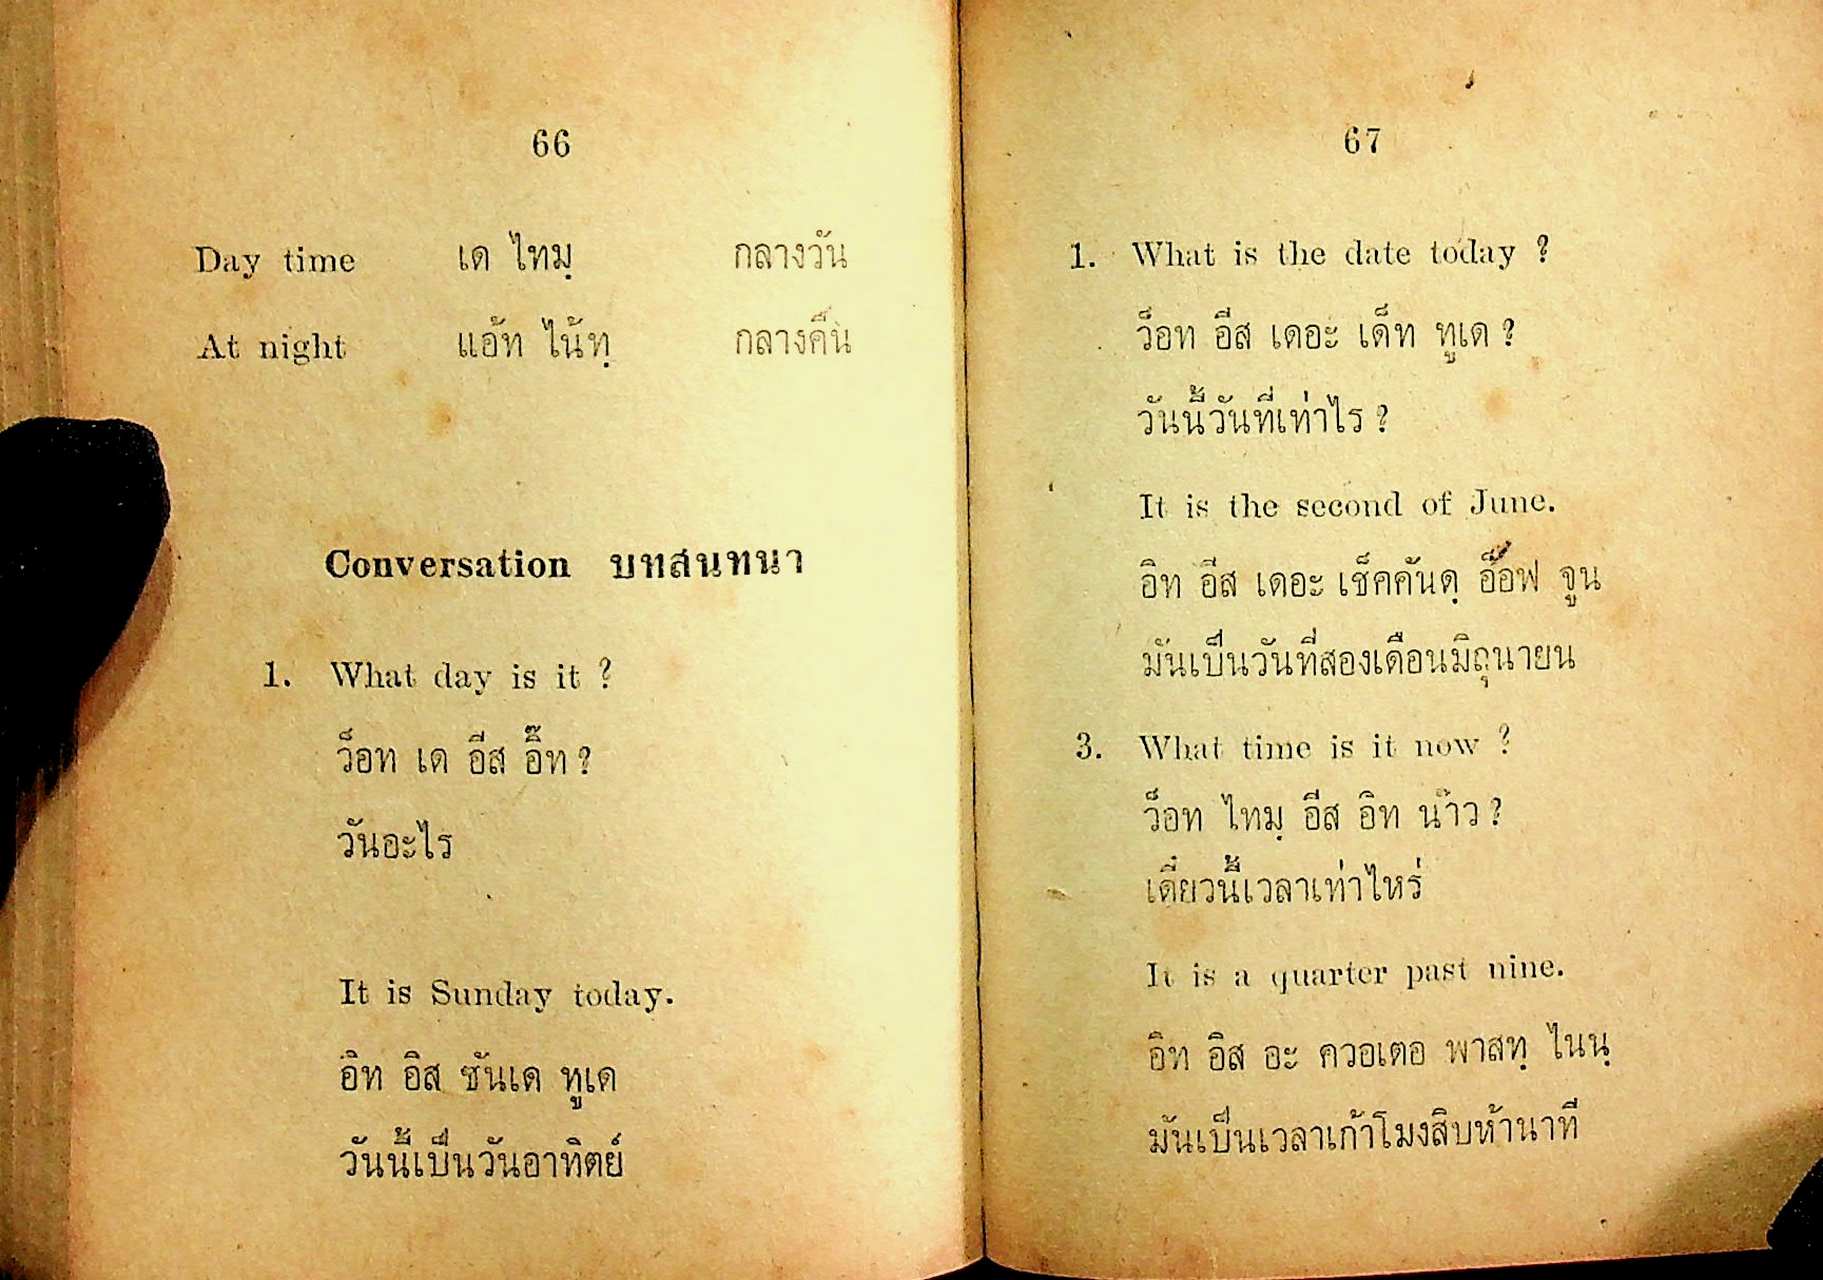 66
Day time เด ไทมฺ กลางวัน
At night แอ้ท ไน้ทฺ กลางคืน
Conversation บทสนทนา
1. What day is it ?
ว็อท เด อีส อิ๊ท ?
วันอะไร
It is Sunday today.
อิท อิส ซันเด ทูเด
วันนี้เป็นวันอาทิตย์
67
1. What is the date today ?
ว็อท อีส เดอะ เด็ท ทูเด ?
วันนี้วันที่เท่าไร ?
It is the second of June.
อิท อีส เดอะ เซ็คคันดฺ อ๊อฟ จูน
มันเป็นวันที่สองเดือนมิถุนายน
3. What time is it now ?
ว็อท ไทมฺ อีส อิท น่าว ?
เดี๋ยวนี้เวลาเท่าไหร่
It is a quarter past nine.
อิท อิส อะ ควอเตอ พาสทฺ ไนนฺ
มันเป็นเวลาเก้าโมงสิบห้านาที